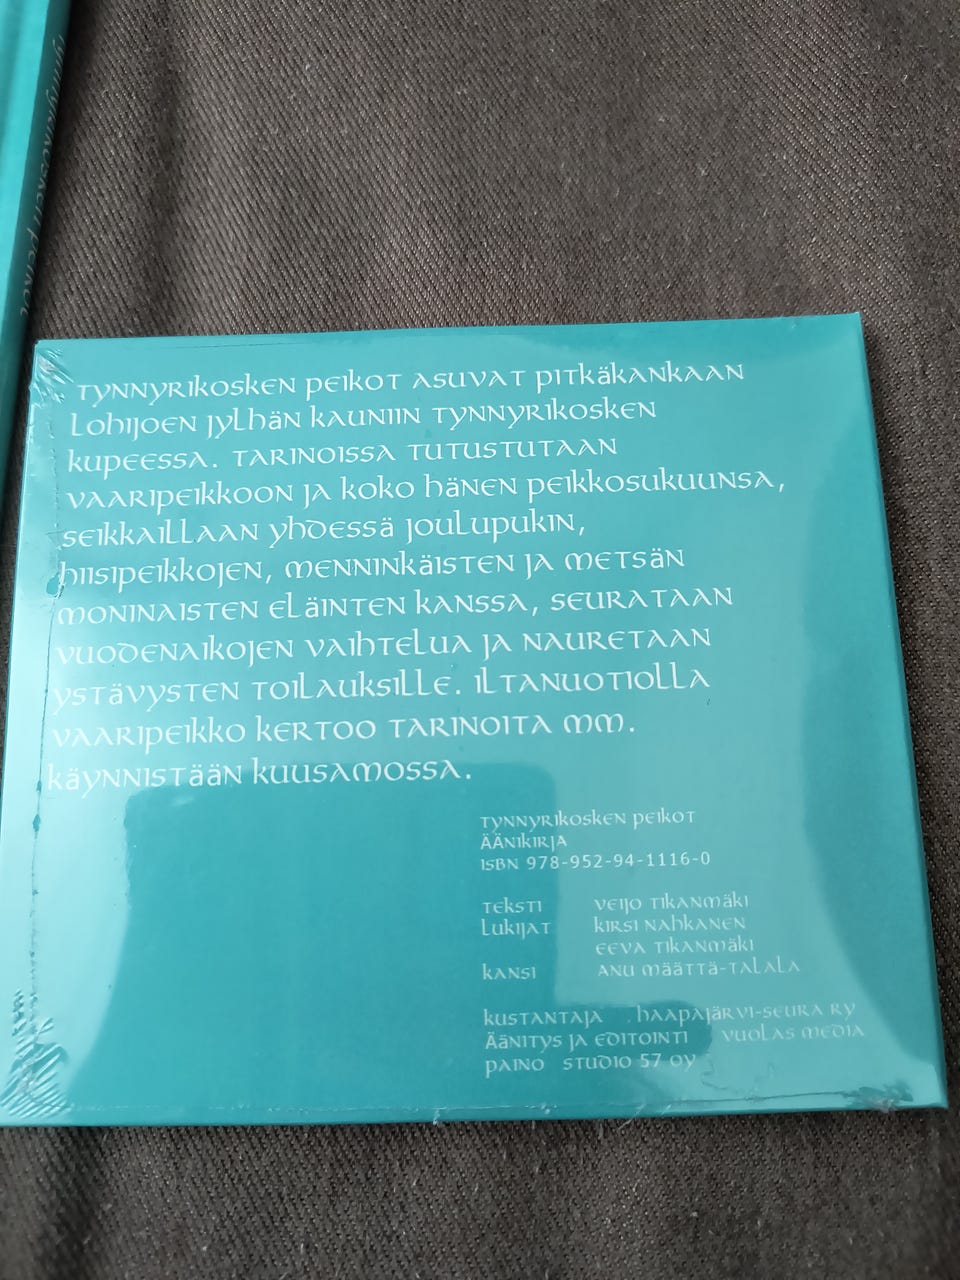 Tynnyrikosken peikot
Tynnyrikosken peikot asuvat Pitkäkankaan
Lohijoen jylhän kauniin Tynnyrikosken
kupeessa. Tarinoissa tutustutaan
Vaaripeikkoon ja koko hänen peikkosukuunsa,
seikkaillaan yhdessä Joulupukin,
hiisipeikkojen, menninkäisten ja metsän
moninaisten eläinten kanssa, seurataan
vuodenaikojen vaihtelua ja nauretaan
ystävysten toilauksille. Iltanuotiolla
Vaaripeikko kertoo tarinoita mm.
käynnistään Kuusamossa.
Tynnyrikosken peikot
Äänikirja
ISBN 978-952-94-1116-0
Teksti Veijo Tikanmäki
Lukijat Kirsi Nahkanen
Eeva Tikanmäki
Kansi Anu Määttä-Talala
Kustantaja Haapajärvi-Seura ry
Äänitys ja editointi Vuolas Media
Paino Studio 57 Oy